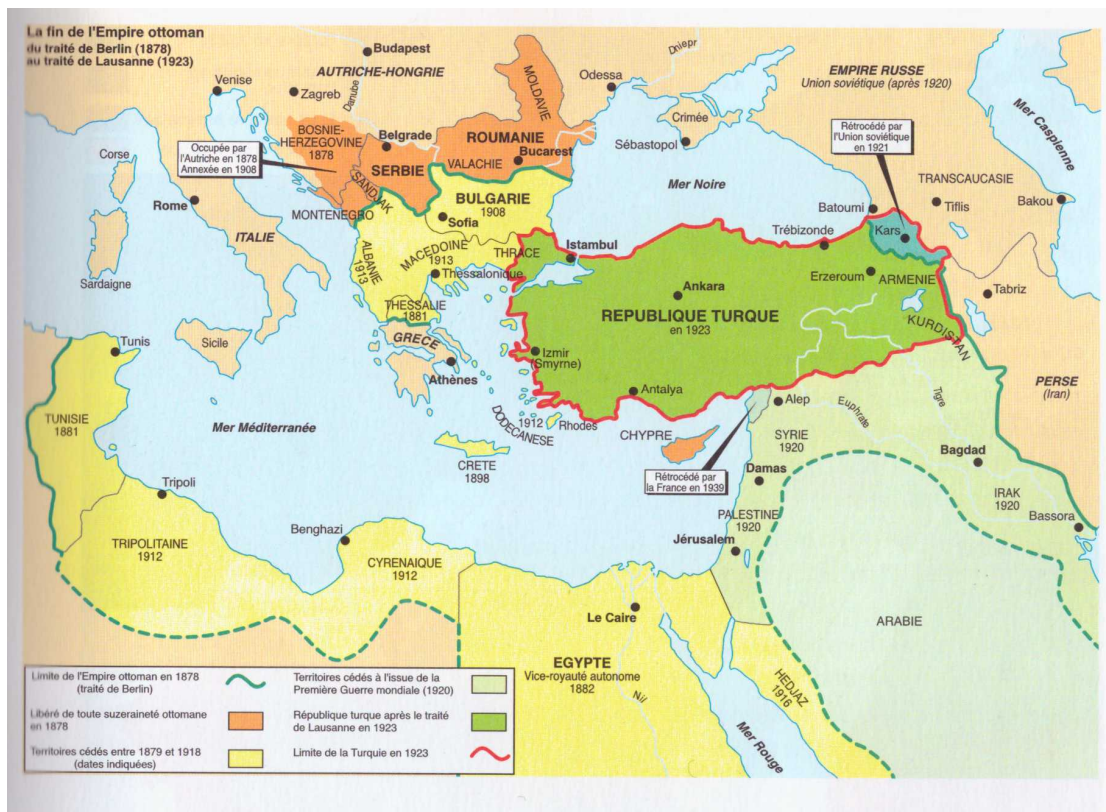 La fin de l'Empire ottoman
du traité de Berlin (1878)
au traité de Lausanne (1923)
Budapest
AUTRICHE-HONGRIE
Venise
Zagreb
Danube
MOLDAVIE
Odessa
Dniepr
EMPIRE RUSSE
Union soviétique (après 1920)
Mer Caspienne
Crimée
Sébastopol
Rétrocédé par
l'Union soviétique
en 1921
BOSNIE-
HERZEGOVINE
1878
Belgrade
ROUMANIE
Bucarest
VALACHIE
Occupée par
l'Autriche en 1878
Annexée en 1908
Corse
SERBIE
SANDJAK
MONTENEGRO
BULGARIE
1908
Sofia
Mer Noire
TRANSCAUCASIE
Batoumi
Tiflis
Bakou
Rome
ITALIE
Kars
Trébizonde
Istambul
THRACE
MACEDOINE
1913
ALBANIE
1913
Thessalonique
Erzeroum
ARMENIE
Ankara
Tabriz
Sardaigne
THESSALIE
1881
REPUBLIQUE TURQUE
en 1923
KURDISTAN
GRECE
Sicile
Tunis
Athènes
Izmir
(Smyrne)
Antalya
PERSE
(Iran)
TUNISIE
1881
Mer Méditerranée
1912
DODECANESE
Rhodes
CHYPRE
Alep
Euphrate
Tigre
SYRIE
1920
Bagdad
CRETE
1898
Rétrocédé par
la France en 1939
Damas
IRAK
1920
Bassora
Tripoli
PALESTINE
1920
Benghazi
Jérusalem
TRIPOLITAINE
1912
CYRENAIQUE
1912
Le Caire
ARABIE
EGYPTE
Vice-royauté autonome
1882
Nil
HEDJAZ
1916
Mer Rouge
Limite de l'Empire ottoman en 1878
(traité de Berlin)
Libéré de toute suzeraineté ottomane
en 1878
Territoires cédés entre 1879 et 1918
(dates indiquées)
Territoires cédés à l'issue de la
Première Guerre mondiale (1920)
République turque après le traité
de Lausanne en 1923
Limite de la Turquie en 1923